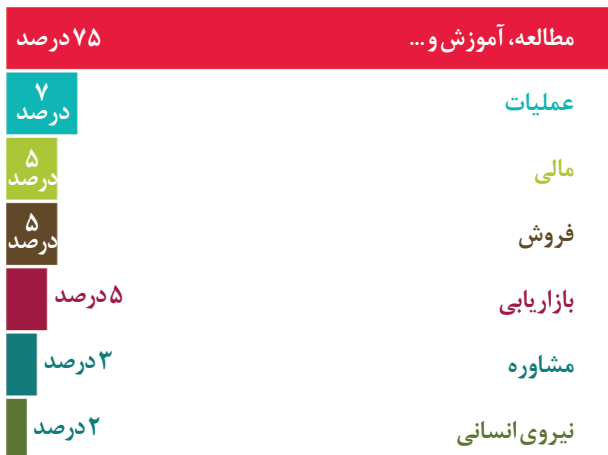 مطالعه، آموزش و... ۷۵ درصد
عملیات ۷ درصد
مالی ۵ درصد
فروش ۵ درصد
بازاریابی ۵ درصد
مشاوره ۳ درصد
نیروی انسانی ۲ درصد